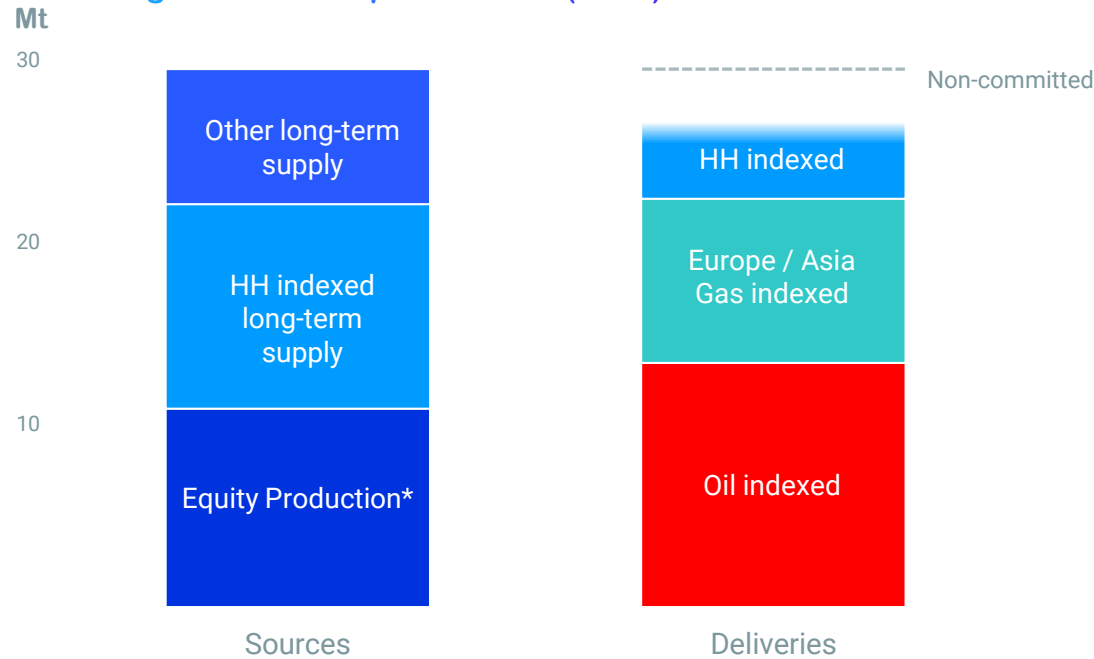 Mt
30
20
10
Other long-term
supply
HH indexed
long-term
supply
Equity Production*
Sources
Non-committed
HH indexed
Europe / Asia
Gas indexed
Oil indexed
Deliveries